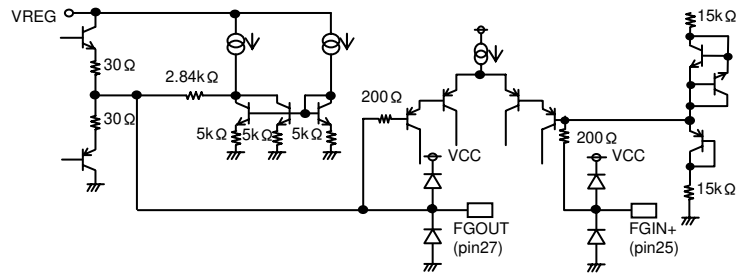 VREG
30Ω
2.84kΩ
30Ω
5kΩ
5kΩ
5kΩ
200Ω
VCC
FGOUT
(pin27)
200Ω
VCC
FGIN+
(pin25)
15kΩ
15kΩ